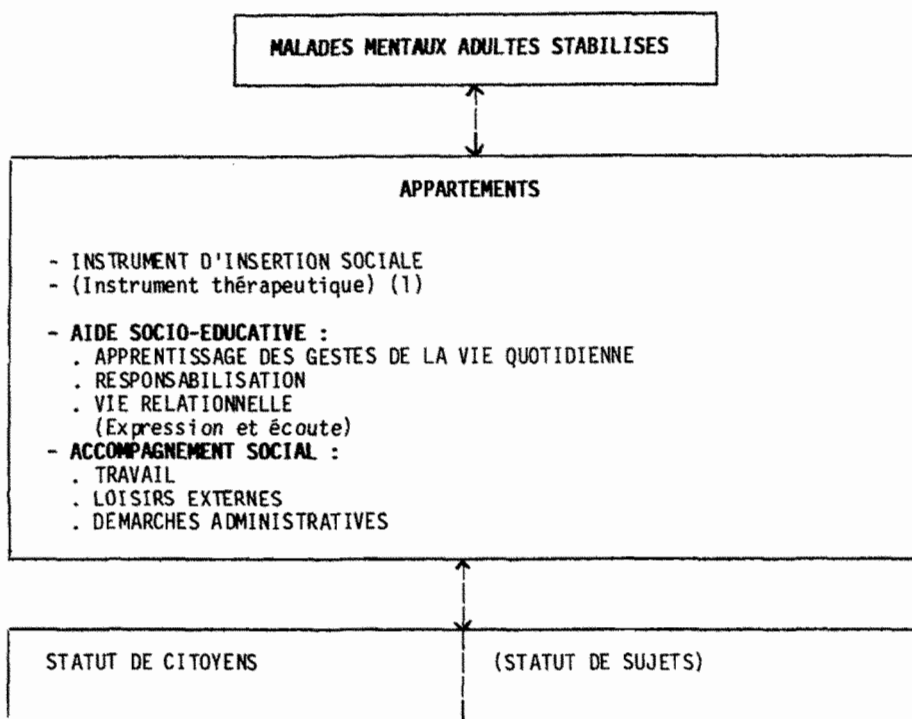 MALADES MENTAUX ADULTES STABILISES
APPARTEMENTS
- INSTRUMENT D'INSERTION SOCIALE
- (Instrument thérapeutique) (1)
- AIDE SOCIO-EDUCATIVE :
. APPRENTISSAGE DES GESTES DE LA VIE QUOTIDIENNE
. RESPONSABILISATION
. VIE RELATIONNELLE
(Expression et écoute)
- ACCOMPAGNEMENT SOCIAL :
. TRAVAIL
. LOISIRS EXTERNES
. DEMARCHES ADMINISTRATIVES
STATUT DE CITOYENS
(STATUT DE SUJETS)